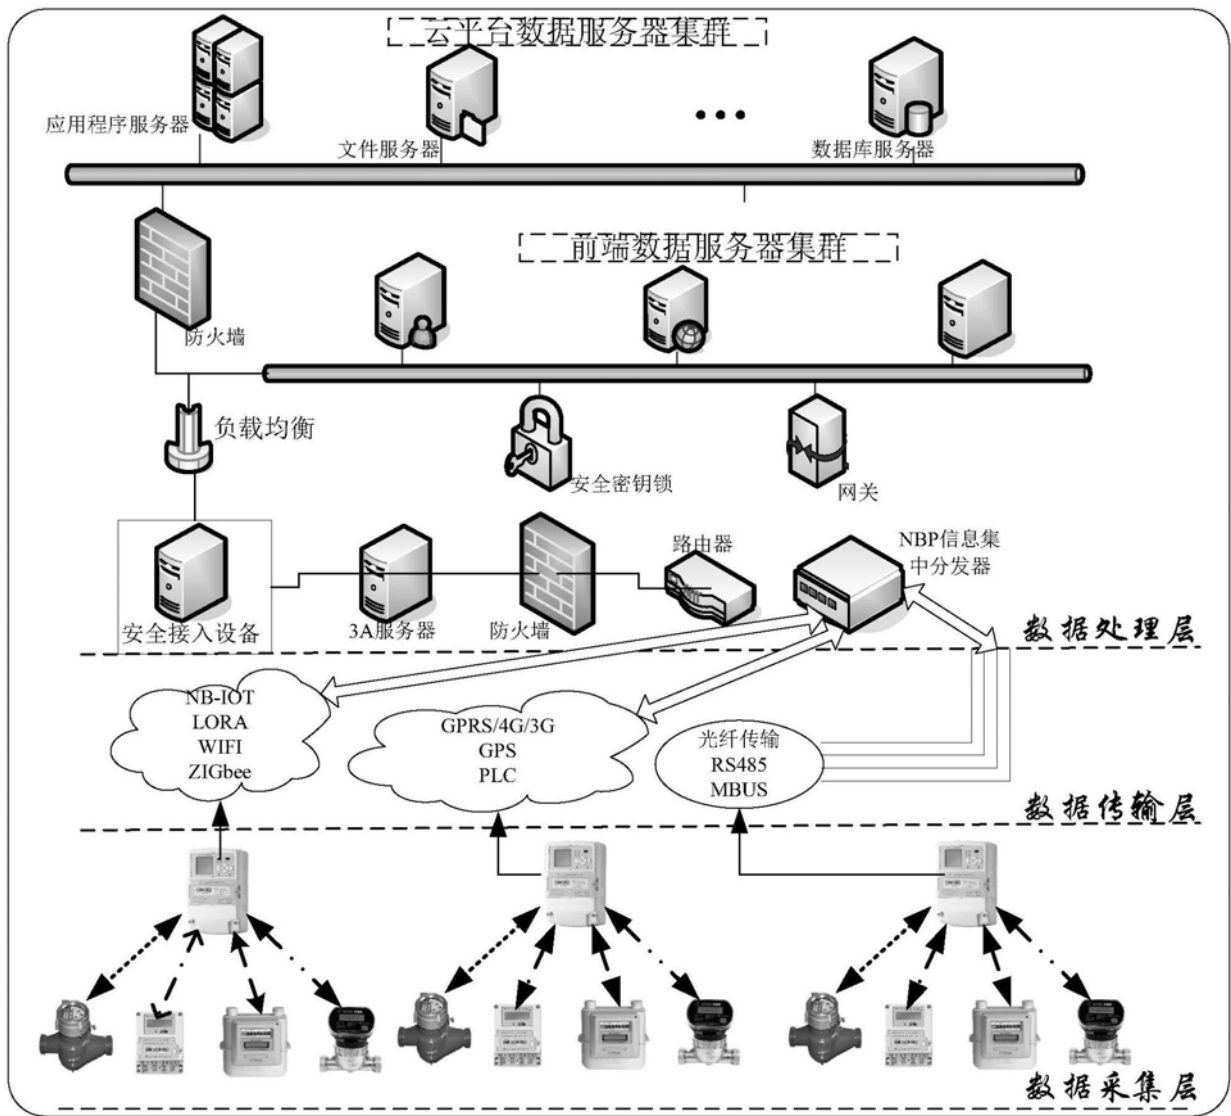 云平台数据服务器集群
应用程序服务器
文件服务器
...
数据库服务器
前端数据服务器集群
防火墙
负载均衡
安全密钥锁
网关
安全接入设备
3A服务器
防火墙
路由器
NBP信息集
中分发器
数据处理层
NB-IOT
LORA
WIFI
ZIGbee
GPRS/4G/3G
GPS
PLC
光纤传输
RS485
MBUS
数据传输层
数据采集层